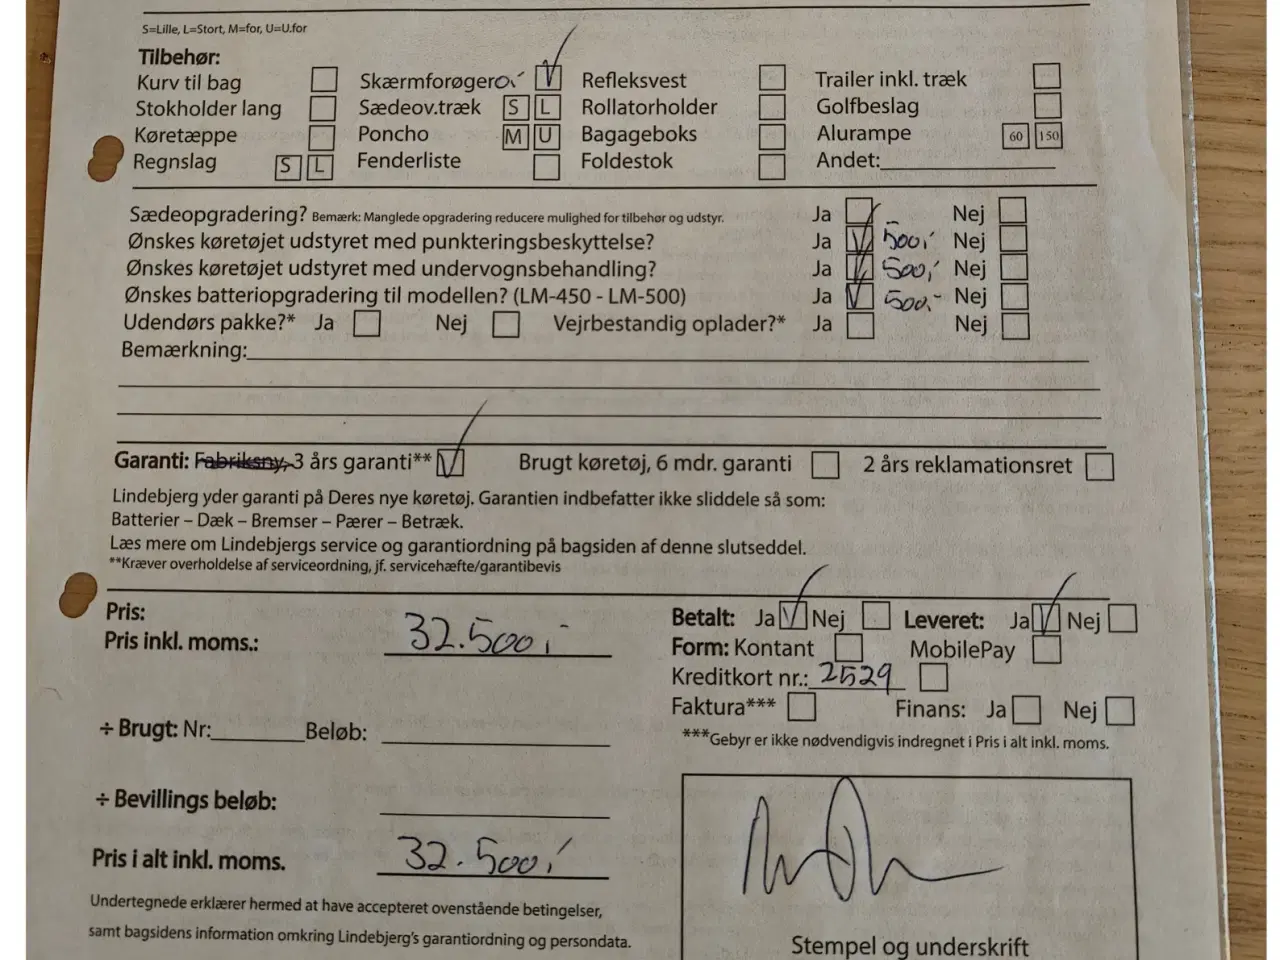 S=Lille, L=Stort, M=for, U=U.for
Tilbehør:
Kurv til bag Skærmforøger 0,- Refleksvest Trailer inkl. træk
Stokholder lang Sædeov.træk S L Rollatorholder Golfbeslag
Køretæppe Poncho M U Bagageboks Alurampe 60 150
Regnslag S L Fenderliste Foldestok Andet:
Sædeopgradering? Bemærk: Manglede opgradering reducere mulighed for tilbehør og udstyr. Ja Nej
Ønskes køretøjet udstyret med punkteringsbeskyttelse? Ja 500,- Nej
Ønskes køretøjet udstyret med undervognsbehandling? Ja 500,- Nej
Ønskes batteriopgradering til modellen? (LM-450 - LM-500) Ja 500,- Nej
Udendørs pakke?* Ja Nej Vejrbestandig oplader?* Ja Nej
Bemærkning:
Garanti: Fabriksny, 3 års garanti** Brugt køretøj, 6 mdr. garanti 2 års reklamationsret
Lindebjerg yder garanti på Deres nye køretøj. Garantien indbefatter ikke sliddele så som:
Batterier – Dæk – Bremser – Pærer – Betræk.
Læs mere om Lindebjergs service og garantiordning på bagsiden af denne slutseddel.
**Kræver overholdelse af serviceordning, jf. servicehæfte/garantibevis
Pris:
Pris inkl. moms.: 32.500,-
÷ Brugt: Nr: Beløb:
÷ Bevillings beløb:
Pris i alt inkl. moms. 32.500,-
Undertegnede erklærer hermed at have accepteret ovenstående betingelser,
samt bagsidens information omkring Lindebjerg's garantiordning og persondata.
Betalt: Ja Nej Leveret: Ja Nej
Form: Kontant MobilePay
Kreditkort nr.: 2529
Faktura*** Finans: Ja Nej
***Gebyr er ikke nødvendigvis indregnet i Pris i alt inkl. moms.
Stempel og underskrift